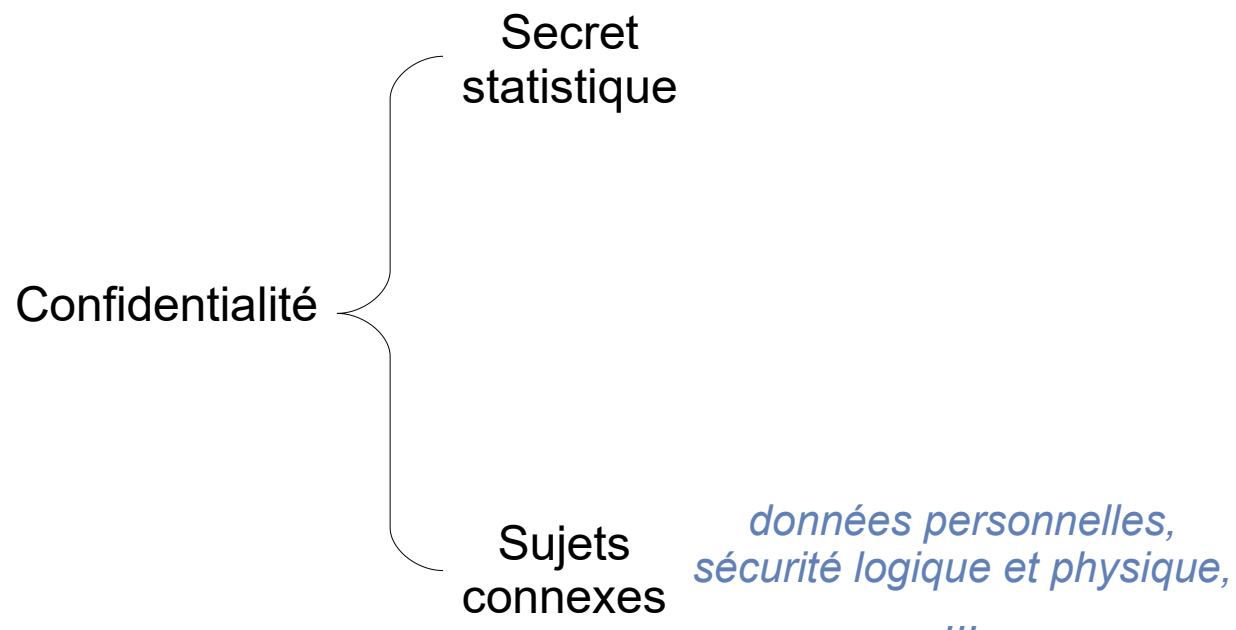 Secret
statistique
Confidentialité
Sujets
connexes
données personnelles,
sécurité logique et physique,
...